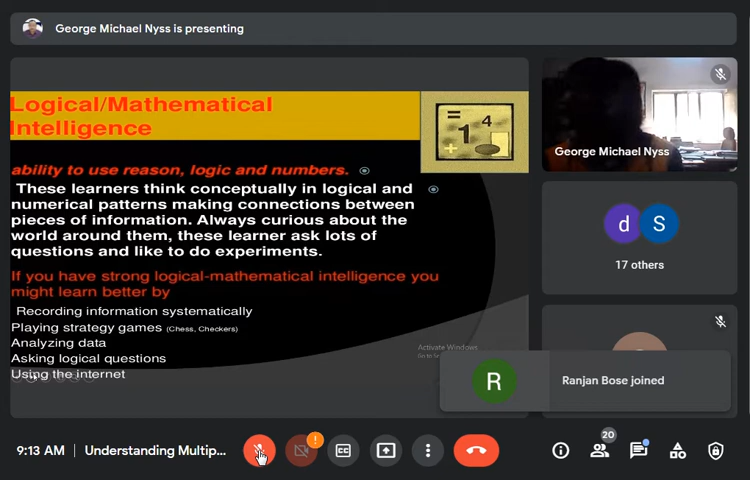 George Michael Nyss is presenting
Logical/Mathematical
Intelligence
=
4
1
+
ability to use reason, logic and numbers.
These learners think conceptually in logical and
numerical patterns making connections between
pieces of information. Always curious about the
world around them, these learner ask lots of
questions and like to do experiments.
If you have strong logical-mathematical intelligence you
might learn better by
Recording information systematically
Playing strategy games (Chess, Checkers)
Analyzing data
Asking logical questions
Using the internet
Activate Windows
George Michael Nyss
d S
17 others
R
Ranjan Bose joined
9:13 AM | Understanding Multip...
!
CC
20